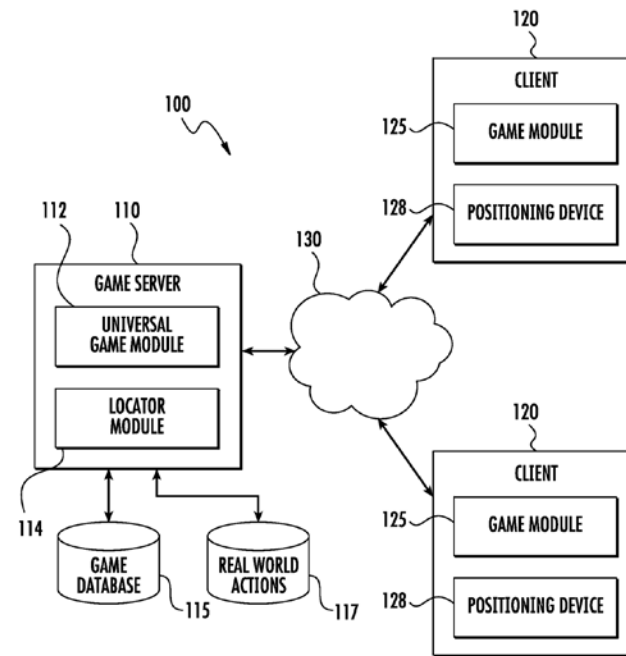 100
110
112
GAME SERVER
UNIVERSAL
GAME MODULE
LOCATOR
MODULE
114
GAME
DATABASE
115
REAL WORLD
ACTIONS
117
130
120
CLIENT
125
GAME MODULE
128
POSITIONING DEVICE
120
CLIENT
125
GAME MODULE
128
POSITIONING DEVICE